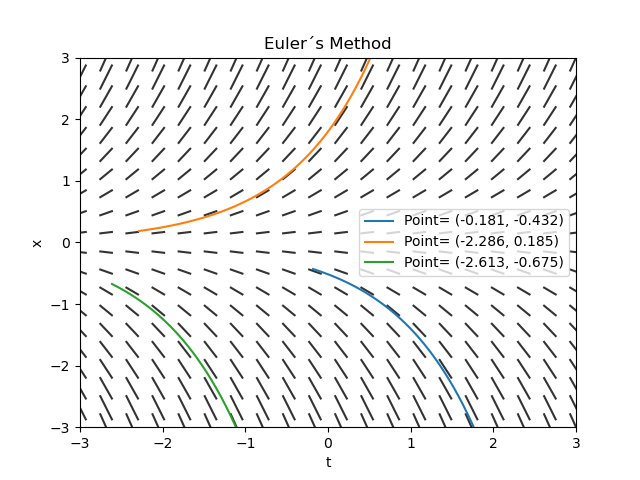 Euler´s Method
3
2
1
0
−1
−2
−3
x
Point= (-0.181, -0.432)
Point= (-2.286, 0.185)
Point= (-2.613, -0.675)
−3 −2 −1 0 1 2 3
t